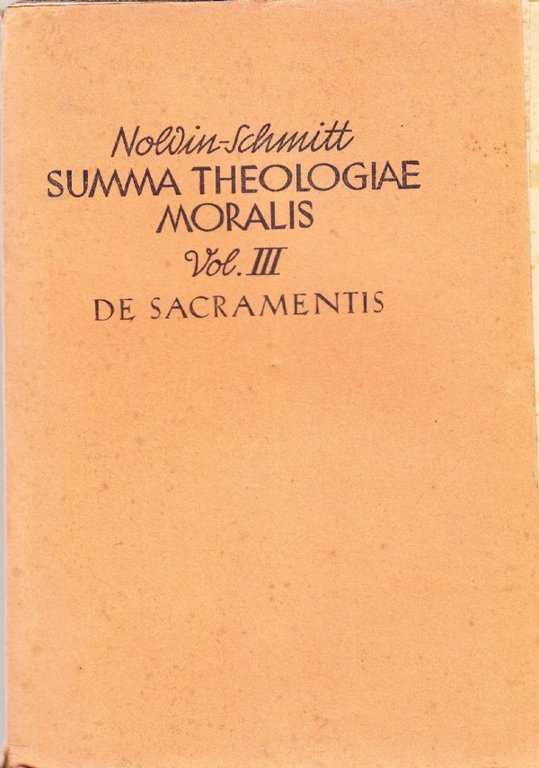 Noldin-Schmitt
SUMMA THEOLOGIAE
MORALIS
Vol. III
DE SACRAMENTIS